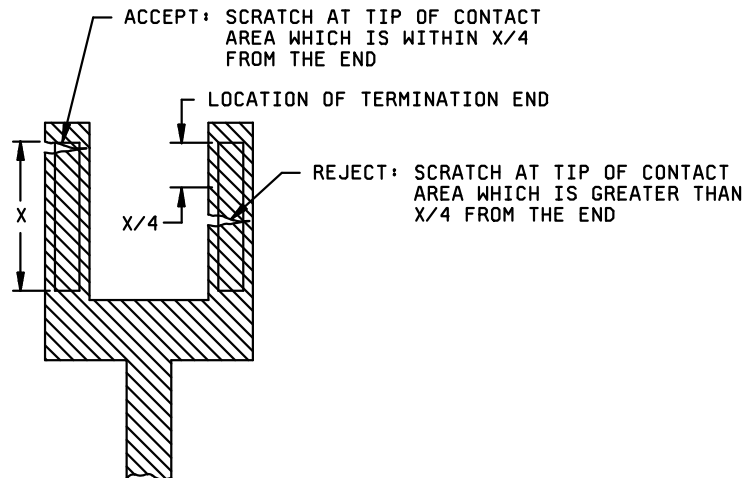 ACCEPT: SCRATCH AT TIP OF CONTACT
AREA WHICH IS WITHIN X/4
FROM THE END
LOCATION OF TERMINATION END
REJECT: SCRATCH AT TIP OF CONTACT
AREA WHICH IS GREATER THAN
X/4 FROM THE END
X
X/4